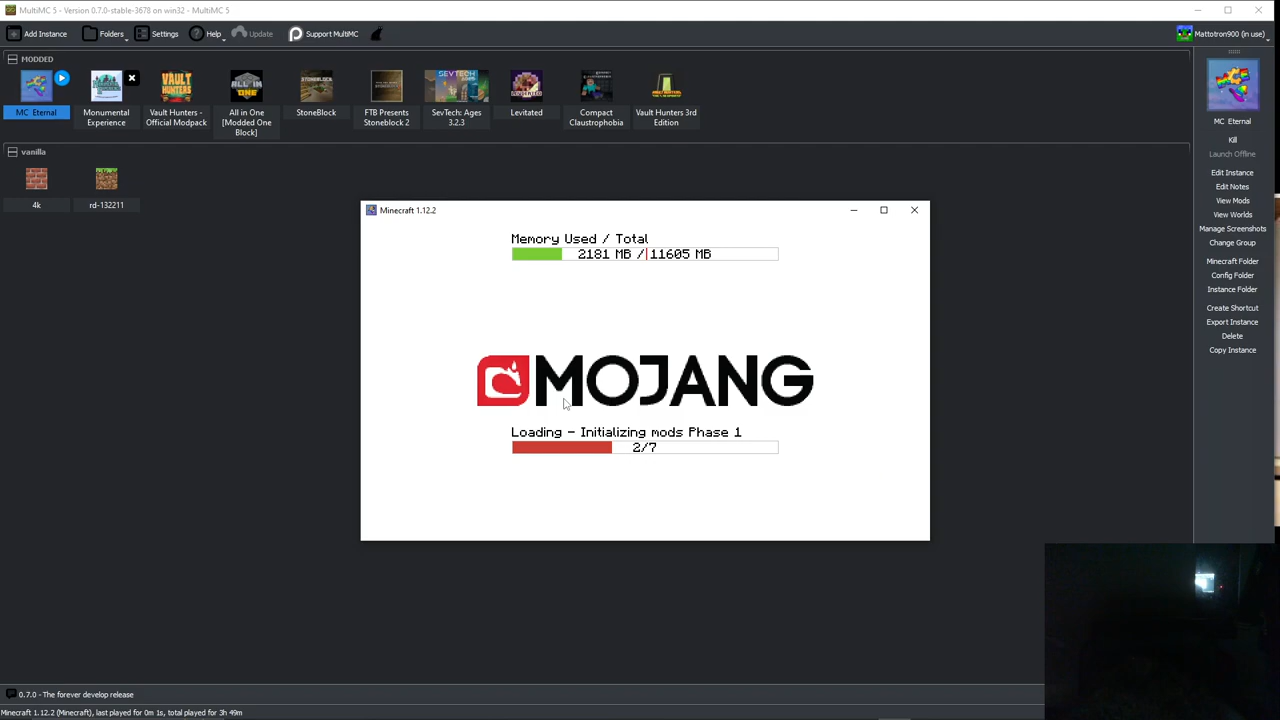 MultiMC 5 - Version 0.7.0-stable-3678 on win32 - MultiMC 5
Add Instance
Folders
Settings
Help
Update
Support MultiMC
Mattotron900 (in use)
MODDED
MC Eternal
Monumental
Experience
Vault Hunters -
Official Modpack
All in One
[Modded One
Block]
StoneBlock
FTB Presents
Stoneblock 2
SevTech: Ages
3.2.3
Levitated
Compact
Claustrophobia
Vault Hunters 3rd
Edition
vanilla
4k
rd-132211
Minecraft 1.12.2
Memory Used / Total
2181 MB / 11605 MB
MOJANG
Loading - Initializing mods Phase 1
2/7
MC Eternal
Kill
Launch Offline
Edit Instance
Edit Notes
View Mods
View Worlds
Manage Screenshots
Change Group
Minecraft Folder
Config Folder
Instance Folder
Create Shortcut
Export Instance
Delete
Copy Instance
0.7.0 - The forever develop release
Minecraft 1.12.2 (Minecraft), last played for 0m 1s, total played for 3h 49m